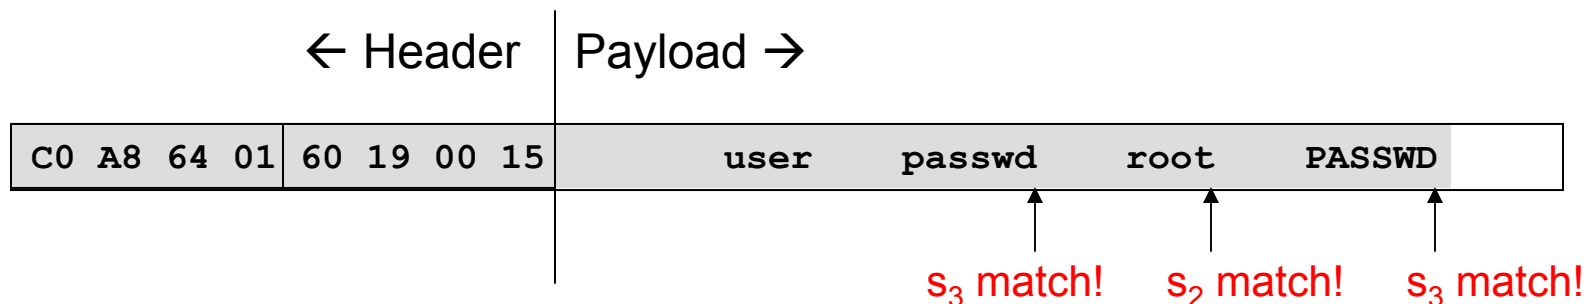 ← Header Payload →
C0 A8 64 01 60 19 00 15 user passwd root PASSWD
s₃ match! s₂ match! s₃ match!